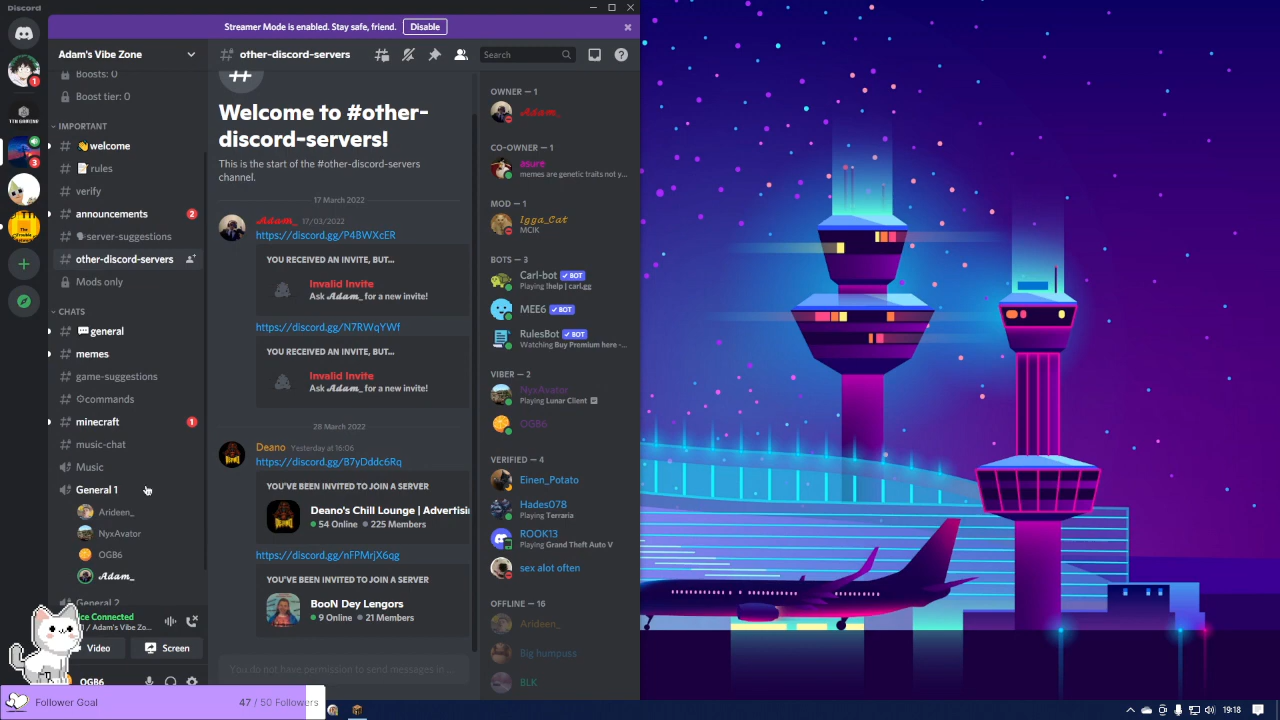 Discord
Streamer Mode is enabled. Stay safe, friend.
Disable
Adam's Vibe Zone
other-discord-servers
Search
Boosts: 0
Boost tier: 0
IMPORTANT
welcome
rules
verify
announcements
2
server-suggestions
other-discord-servers
Mods only
CHATS
general
memes
game-suggestions
commands
minecraft
1
music-chat
Music
General 1
Arideen_
NyxAvator
OGB6
Adam_
General 2
ce Connected
/ Adam's Vibe Zo...
Video
Screen
OGB6
1
TTN GAMING
3
Welcome to #other-
discord-servers!
This is the start of the #other-discord-servers
channel.
17 March 2022
Adam_ 17/03/2022
https://discord.gg/P4BWXcER
YOU RECEIVED AN INVITE, BUT...
Invalid Invite
Ask Adam_ for a new invite!
https://discord.gg/N7RWqYWf
YOU RECEIVED AN INVITE, BUT...
Invalid Invite
Ask Adam_ for a new invite!
28 March 2022
Deano Yesterday at 16:06
https://discord.gg/B7yDddc6Rq
YOU'VE BEEN INVITED TO JOIN A SERVER
Deano's Chill Lounge | Advertisi
54 Online 225 Members
https://discord.gg/nFPMrjX6qg
YOU'VE BEEN INVITED TO JOIN A SERVER
BooN Dey Lengors
9 Online 21 Members
You do not have permission to send messages in
OWNER — 1
Adam_
CO-OWNER — 1
asure
memes are genetic traits not y...
MOD — 1
Igga_Cat
MCIK
BOTS — 3
Carl-bot BOT
Playing !help | carl.gg
MEE6 BOT
RulesBot BOT
Watching Buy Premium here -...
VIBER — 2
NyxAvator
Playing Lunar Client
OGB6
VERIFIED — 4
Einen_Potato
Hades078
Playing Terraria
ROOK13
Playing Grand Theft Auto V
sex alot often
OFFLINE — 16
Arideen_
Big humpuss
BLK
Follower Goal
47 / 50 Followers
19:18